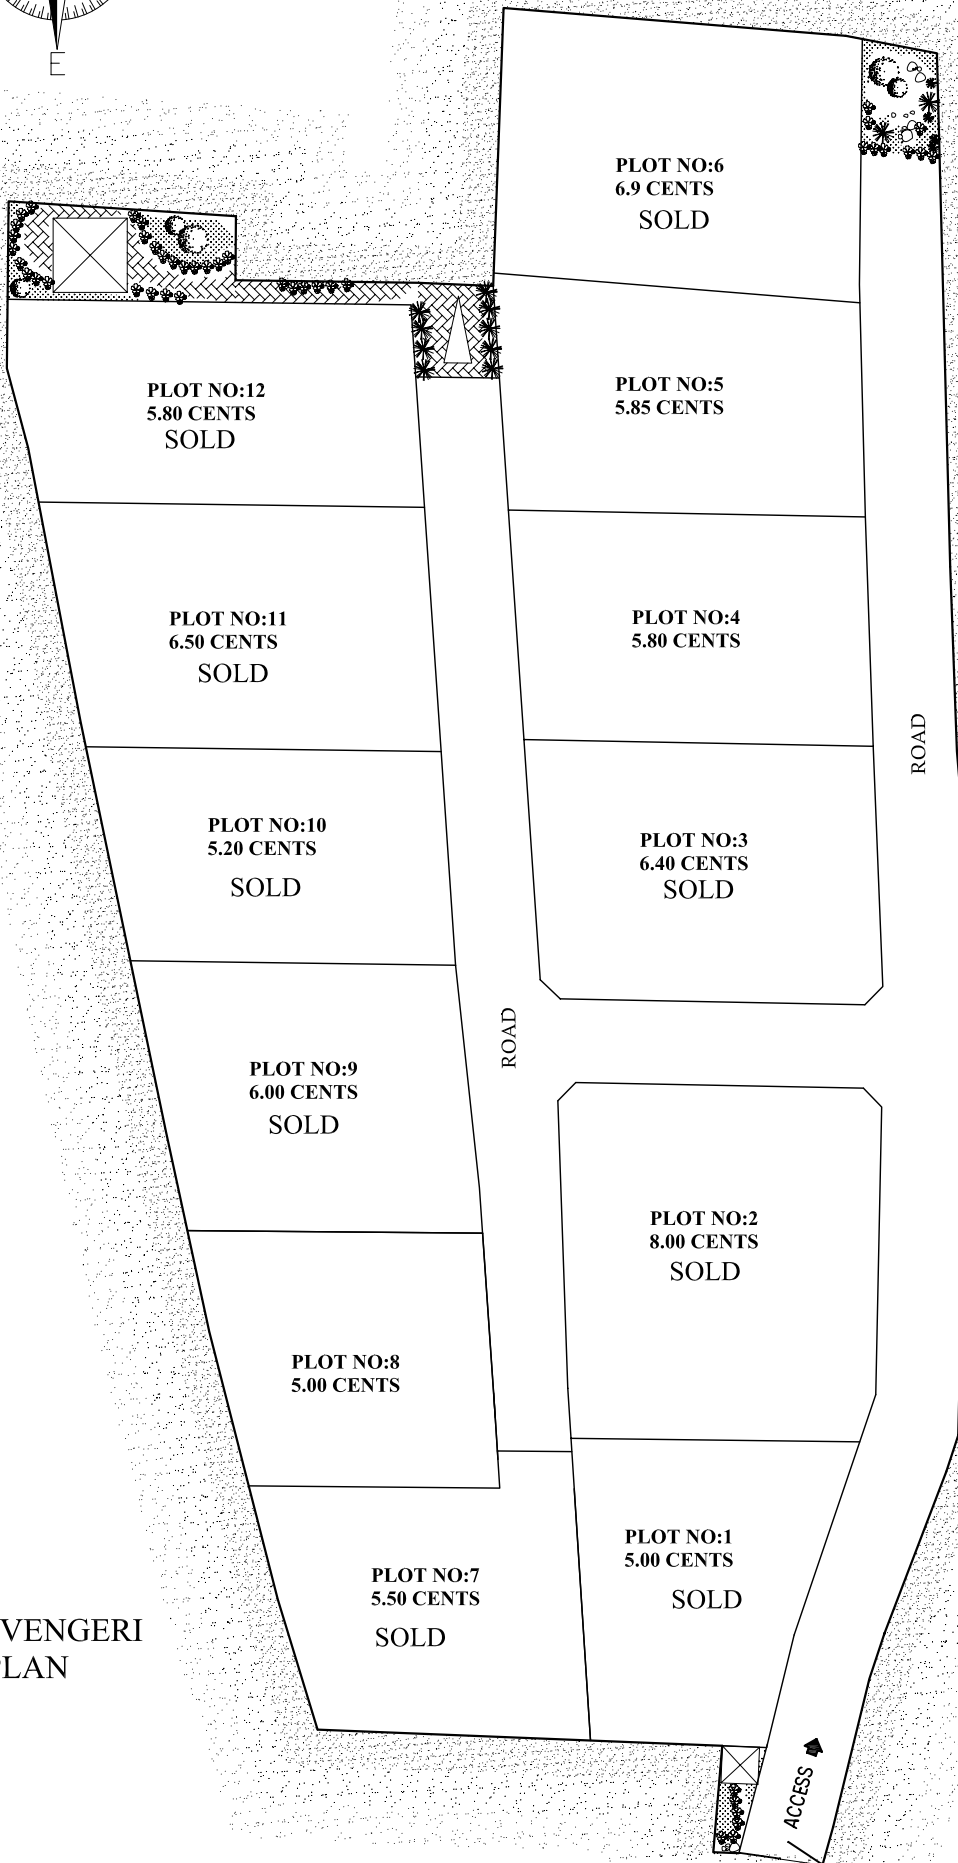 E
PLOT NO:6
6.9 CENTS
SOLD
PLOT NO:12
5.80 CENTS
SOLD
PLOT NO:5
5.85 CENTS
PLOT NO:11
6.50 CENTS
SOLD
PLOT NO:4
5.80 CENTS
ROAD
PLOT NO:10
5.20 CENTS
SOLD
PLOT NO:3
6.40 CENTS
SOLD
ROAD
PLOT NO:9
6.00 CENTS
SOLD
PLOT NO:2
8.00 CENTS
SOLD
PLOT NO:8
5.00 CENTS
PLOT NO:1
5.00 CENTS
SOLD
PLOT NO:7
5.50 CENTS
SOLD
VENGERI
PLAN
ACCESS